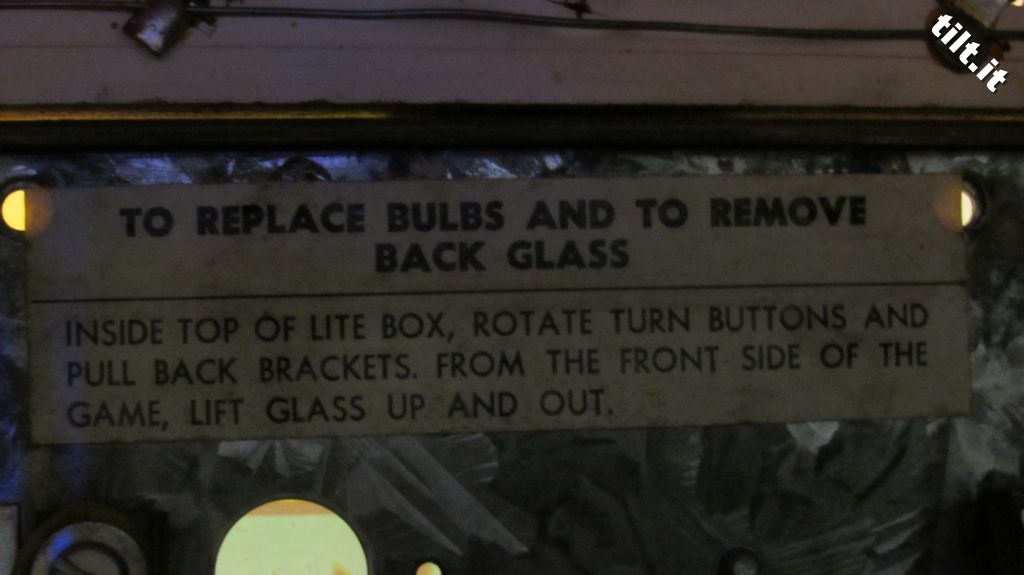 tilt.it
TO REPLACE BULBS AND TO REMOVE
BACK GLASS
INSIDE TOP OF LITE BOX, ROTATE TURN BUTTONS AND
PULL BACK BRACKETS. FROM THE FRONT SIDE OF THE
GAME, LIFT GLASS UP AND OUT.